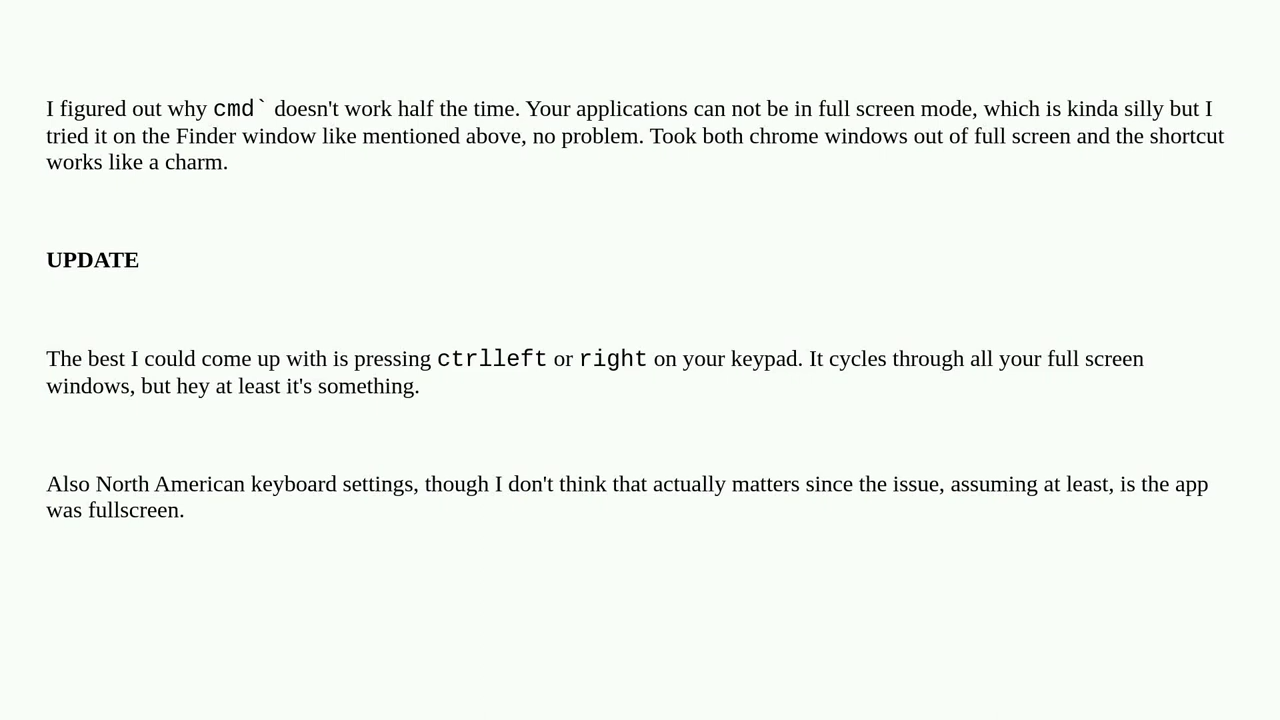 I figured out why cmd` doesn't work half the time. Your applications can not be in full screen mode, which is kinda silly but I
tried it on the Finder window like mentioned above, no problem. Took both chrome windows out of full screen and the shortcut
works like a charm.
UPDATE
The best I could come up with is pressing ctrlleft or right on your keypad. It cycles through all your full screen
windows, but hey at least it's something.
Also North American keyboard settings, though I don't think that actually matters since the issue, assuming at least, is the app
was fullscreen.